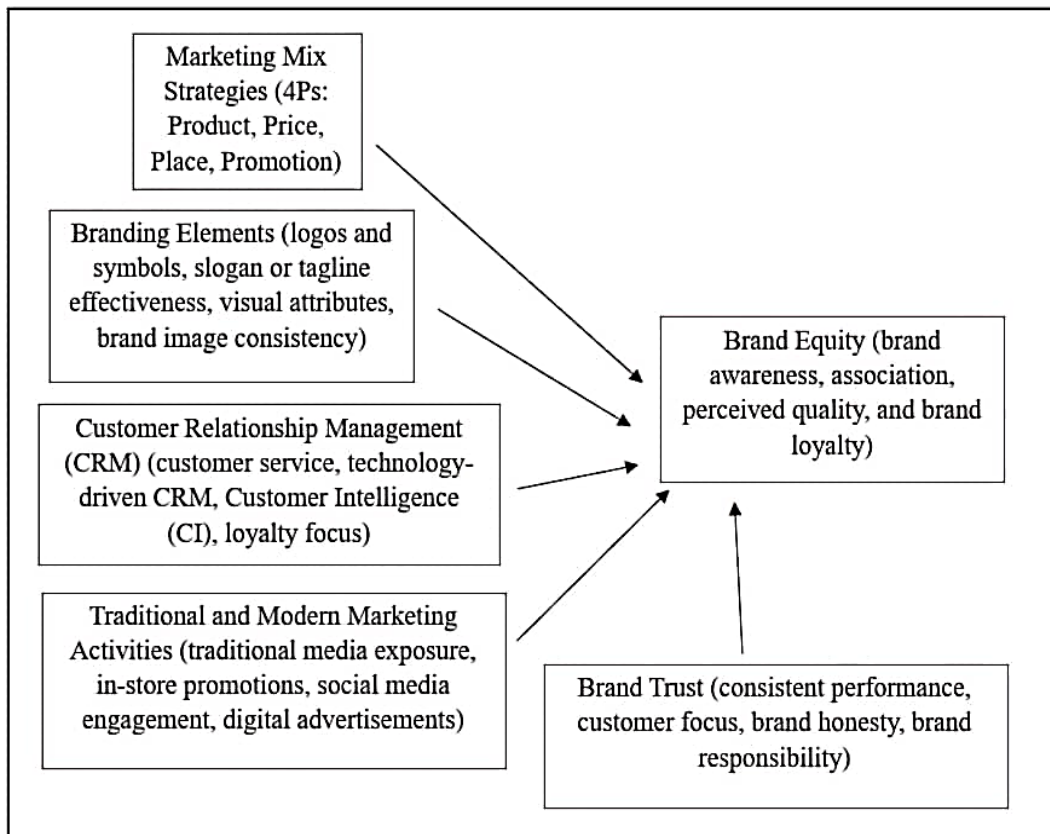 Marketing Mix
Strategies (4Ps:
Product, Price,
Place, Promotion)
Branding Elements (logos and
symbols, slogan or tagline
effectiveness, visual attributes,
brand image consistency)
Customer Relationship Management
(CRM) (customer service, technology-
driven CRM, Customer Intelligence
(CI), loyalty focus)
Traditional and Modern Marketing
Activities (traditional media exposure,
in-store promotions, social media
engagement, digital advertisements)
Brand Equity (brand
awareness, association,
perceived quality, and brand
loyalty)
Brand Trust (consistent performance,
customer focus, brand honesty, brand
responsibility)